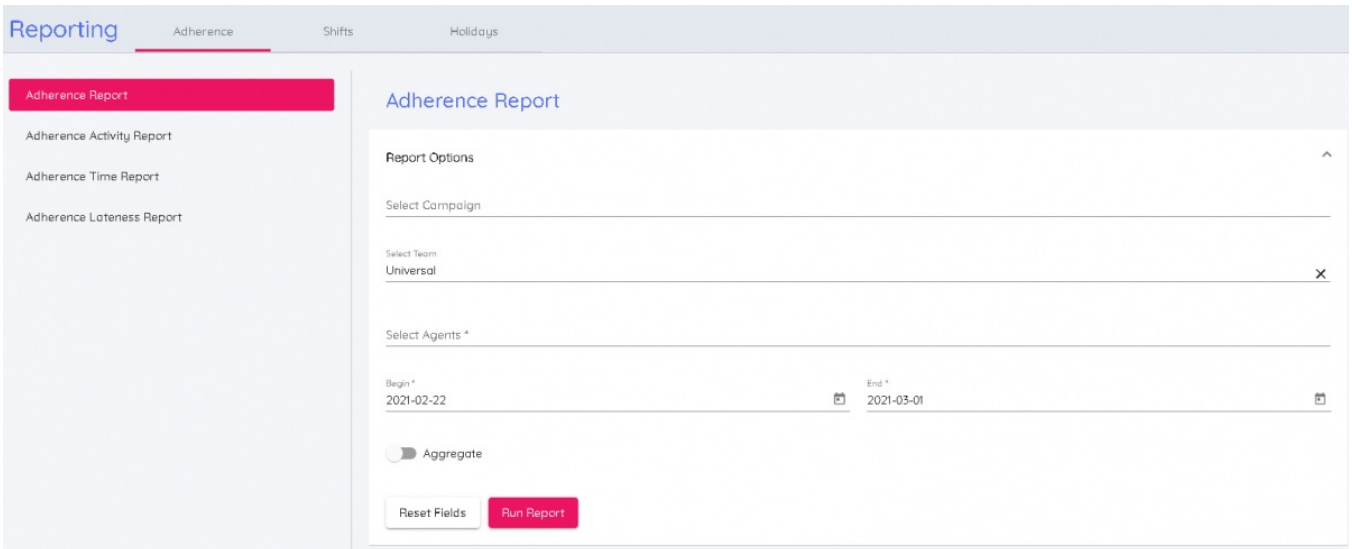 Reporting Adherence Shifts Holidays
Adherence Report
Adherence Activity Report
Adherence Time Report
Adherence Lateness Report
Adherence Report
Report Options
Select Campaign
Select Team
Universal
Select Agents *
Begin * End *
2021-02-22 2021-03-01
Aggregate
Reset Fields Run Report